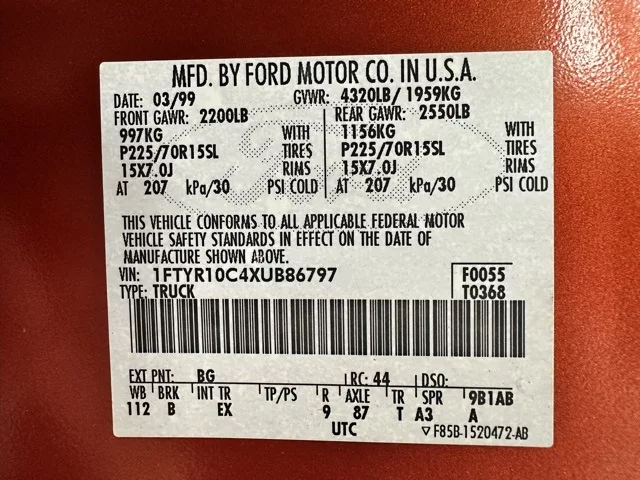 MFD. BY FORD MOTOR CO. IN U.S.A.
DATE: 03/99 GVWR: 4320LB/ 1959KG
FRONT GAWR: 2200LB REAR GAWR: 2550LB
997KG WITH 1156KG WITH
P225/70R15SL TIRES P225/70R15SL TIRES
15X7.0J RIMS 15X7.0J RIMS
AT 207 kPa/30 PSI COLD AT 207 kPa/30 PSI COLD
THIS VEHICLE CONFORMS TO ALL APPLICABLE FEDERAL MOTOR
VEHICLE SAFETY STANDARDS IN EFFECT ON THE DATE OF
MANUFACTURE SHOWN ABOVE.
VIN: 1FTYR10C4XUB86797 F0055
TYPE: TRUCK T0368
EXT PNT: BG RC: 44 DSO:
WB BRK INT TR TP/PS R AXLE TR SPR 9B1AB
112 B EX 9 87 T A3 A
UTC ▽ F85B-1520472-AB